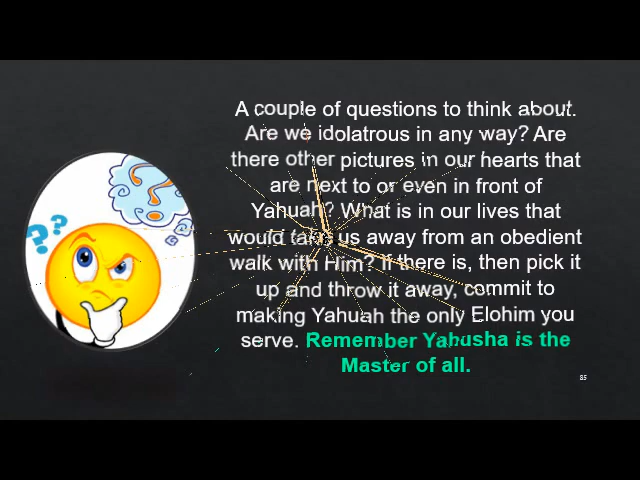 A couple of questions to think about.
Are we idolatrous in any way? Are
there other pictures in our hearts that
are next to or even in front of
Yahuah? What is in our lives that
would take us away from an obedient
walk with Him? If there is, then pick it
up and throw it away, commit to
making Yahuah the only Elohim you
serve. Remember Yahusha is the
Master of all.
85